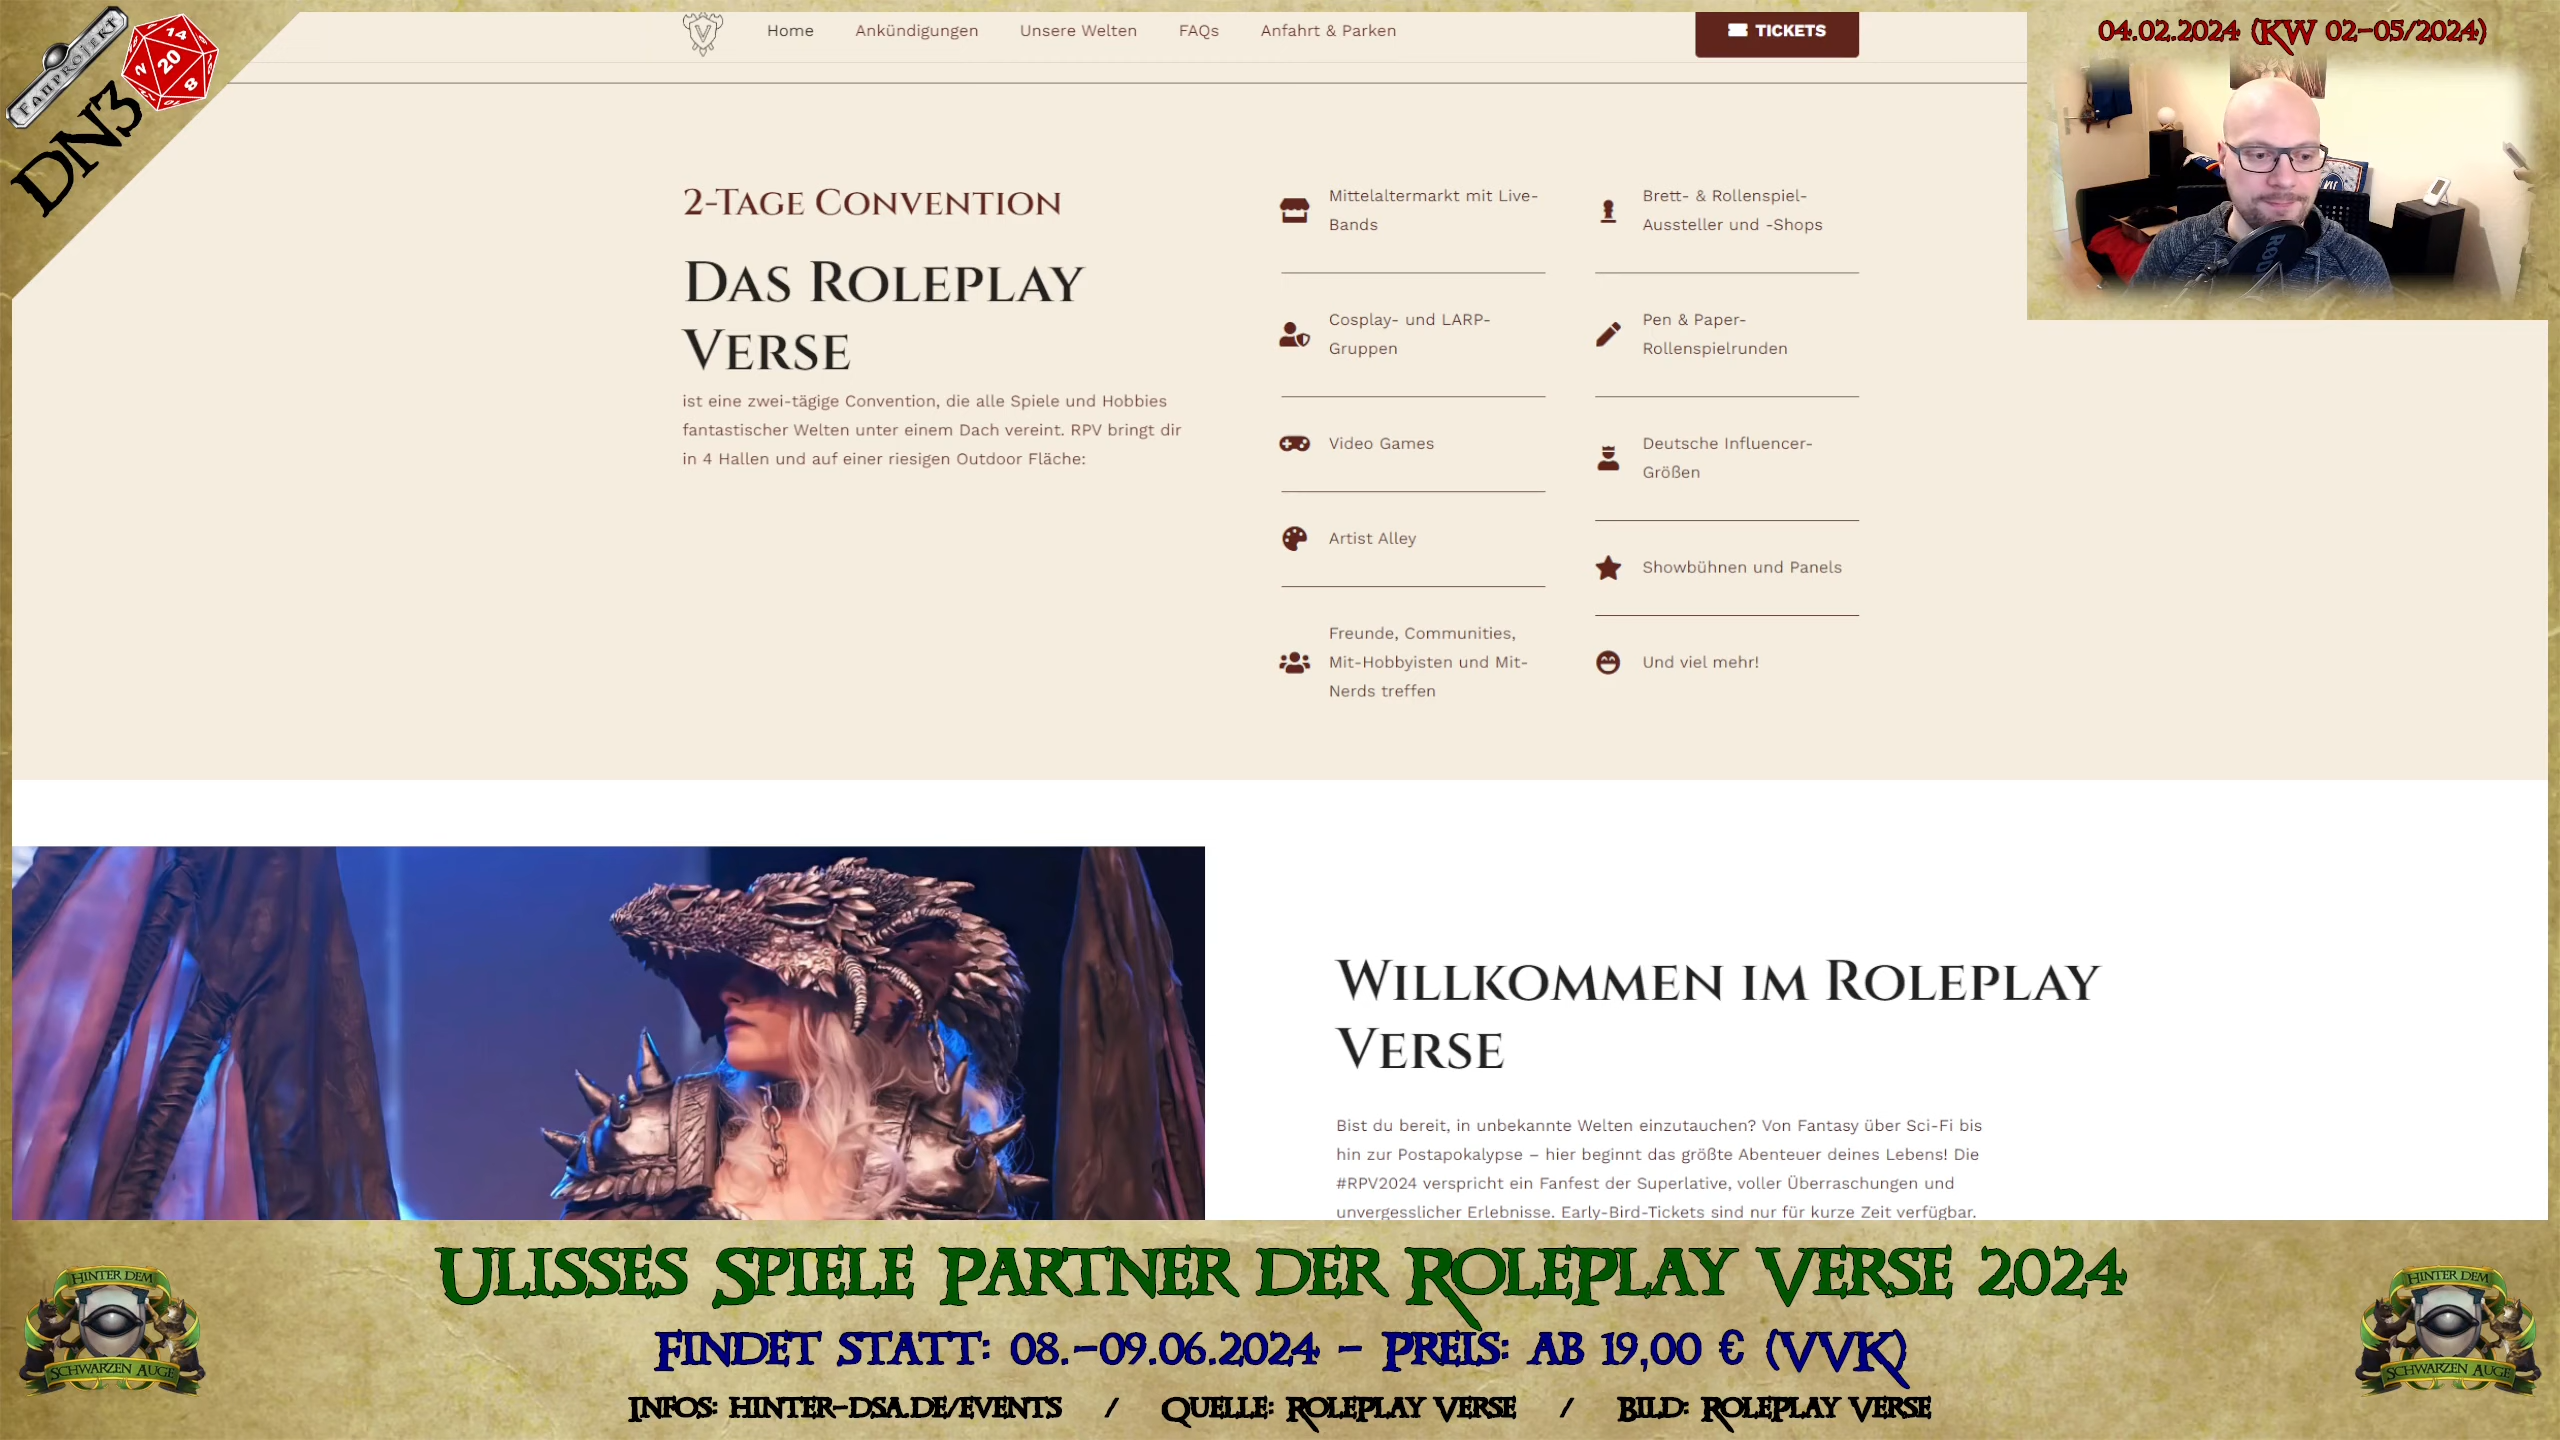 FANPROJEKT
DN3
14
20
2
8
10
Home
Ankündigungen
Unsere Welten
FAQs
Anfahrt & Parken
TICKETS
04.02.2024 (KW 02-05/2024)
2-Tage Convention
Das Roleplay
Verse
ist eine zwei-tägige Convention, die alle Spiele und Hobbies
fantastischer Welten unter einem Dach vereint. RPV bringt dir
in 4 Hallen und auf einer riesigen Outdoor Fläche:
Mittelaltermarkt mit Live-
Bands
Cosplay- und LARP-
Gruppen
Video Games
Artist Alley
Freunde, Communities,
Mit-Hobbyisten und Mit-
Nerds treffen
Brett- & Rollenspiel-
Aussteller und -Shops
Pen & Paper-
Rollenspielrunden
Deutsche Influencer-
Größen
Showbühnen und Panels
Und viel mehr!
RØDE
Willkommen im Roleplay
Verse
Bist du bereit, in unbekannte Welten einzutauchen? Von Fantasy über Sci-Fi bis
hin zur Postapokalypse – hier beginnt das größte Abenteuer deines Lebens! Die
#RPV2024 verspricht ein Fanfest der Superlative, voller Überraschungen und
unvergesslicher Erlebnisse. Early-Bird-Tickets sind nur für kurze Zeit verfügbar.
Ulisses Spiele Partner der RolePlay Verse 2024
Findet statt: 08.-09.06.2024 - Preis: ab 19,00 € (VVK)
Infos: hinter-dsa.de/events / Quelle: RolePlay Verse / Bild: RolePlay Verse
HINTER DEM
SCHWARZEN AUGE
HINTER DEM
SCHWARZEN AUGE